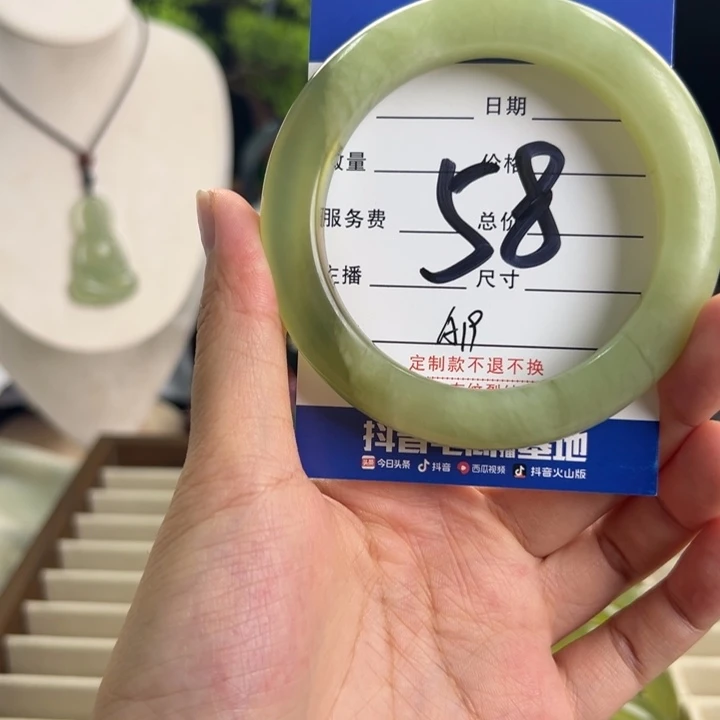 日期
数量 价格
58
服务费 总价
主播 尺寸
A19
定制款不退不换
今日头条 抖音 西瓜视频 抖音火山版